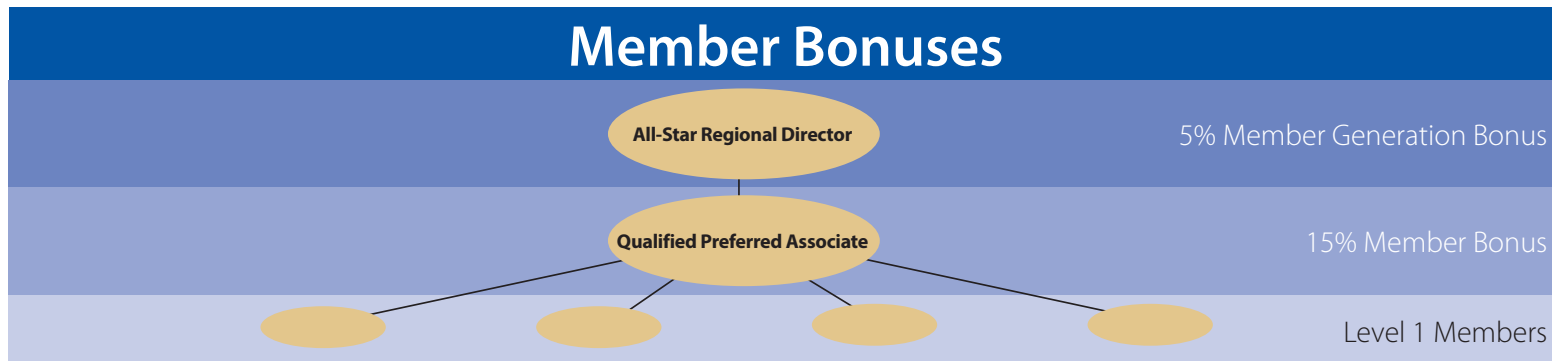 Member Bonuses
All-Star Regional Director
5% Member Generation Bonus
Qualified Preferred Associate
15% Member Bonus
Level 1 Members